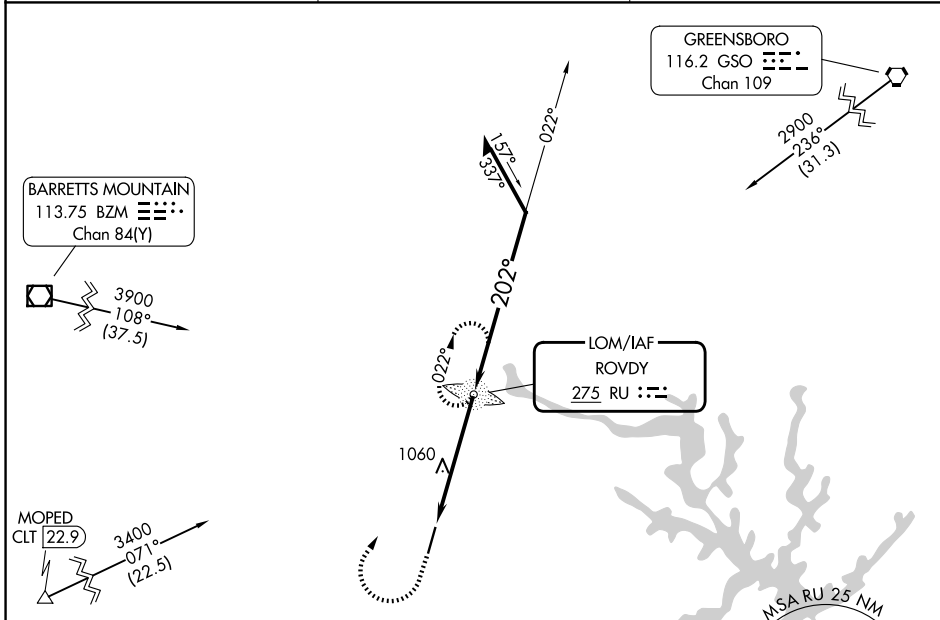 GREENSBORO
116.2 GSO
Chan 109
2900
236°
(31.3)
022°
157°
337°
BARRETTS MOUNTAIN
113.75 BZM
Chan 84(Y)
3900
108°
(37.5)
202°
LOM/IAF
ROVDY
275 RU
022°
1060
MOPED
CLT 22.9
3400
071°
(22.5)
MSA RU 25 NM